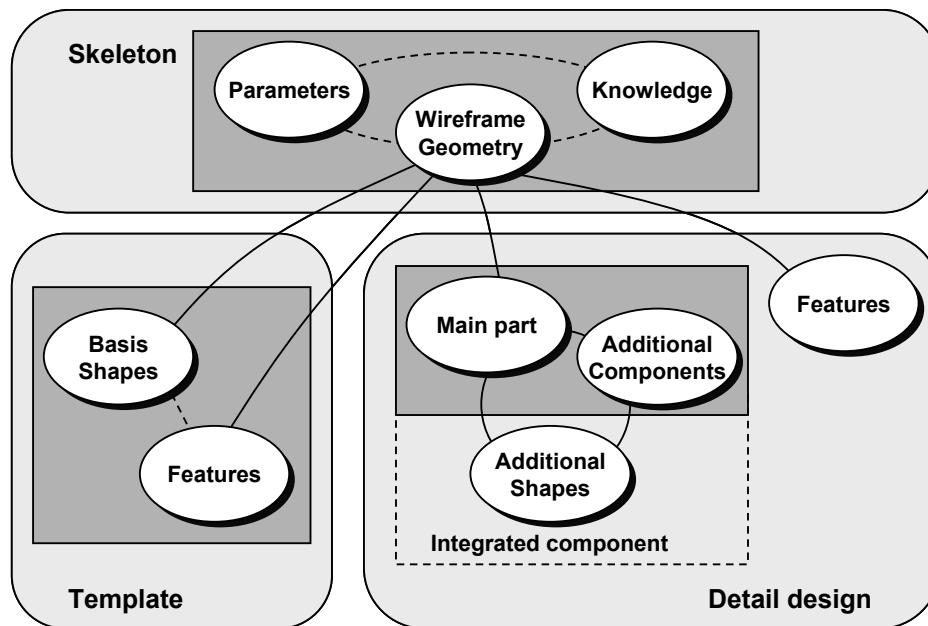 Skeleton
Parameters
Knowledge
Wireframe
Geometry
Basis
Shapes
Features
Template
Main part
Additional
Components
Features
Additional
Shapes
Integrated component
Detail design